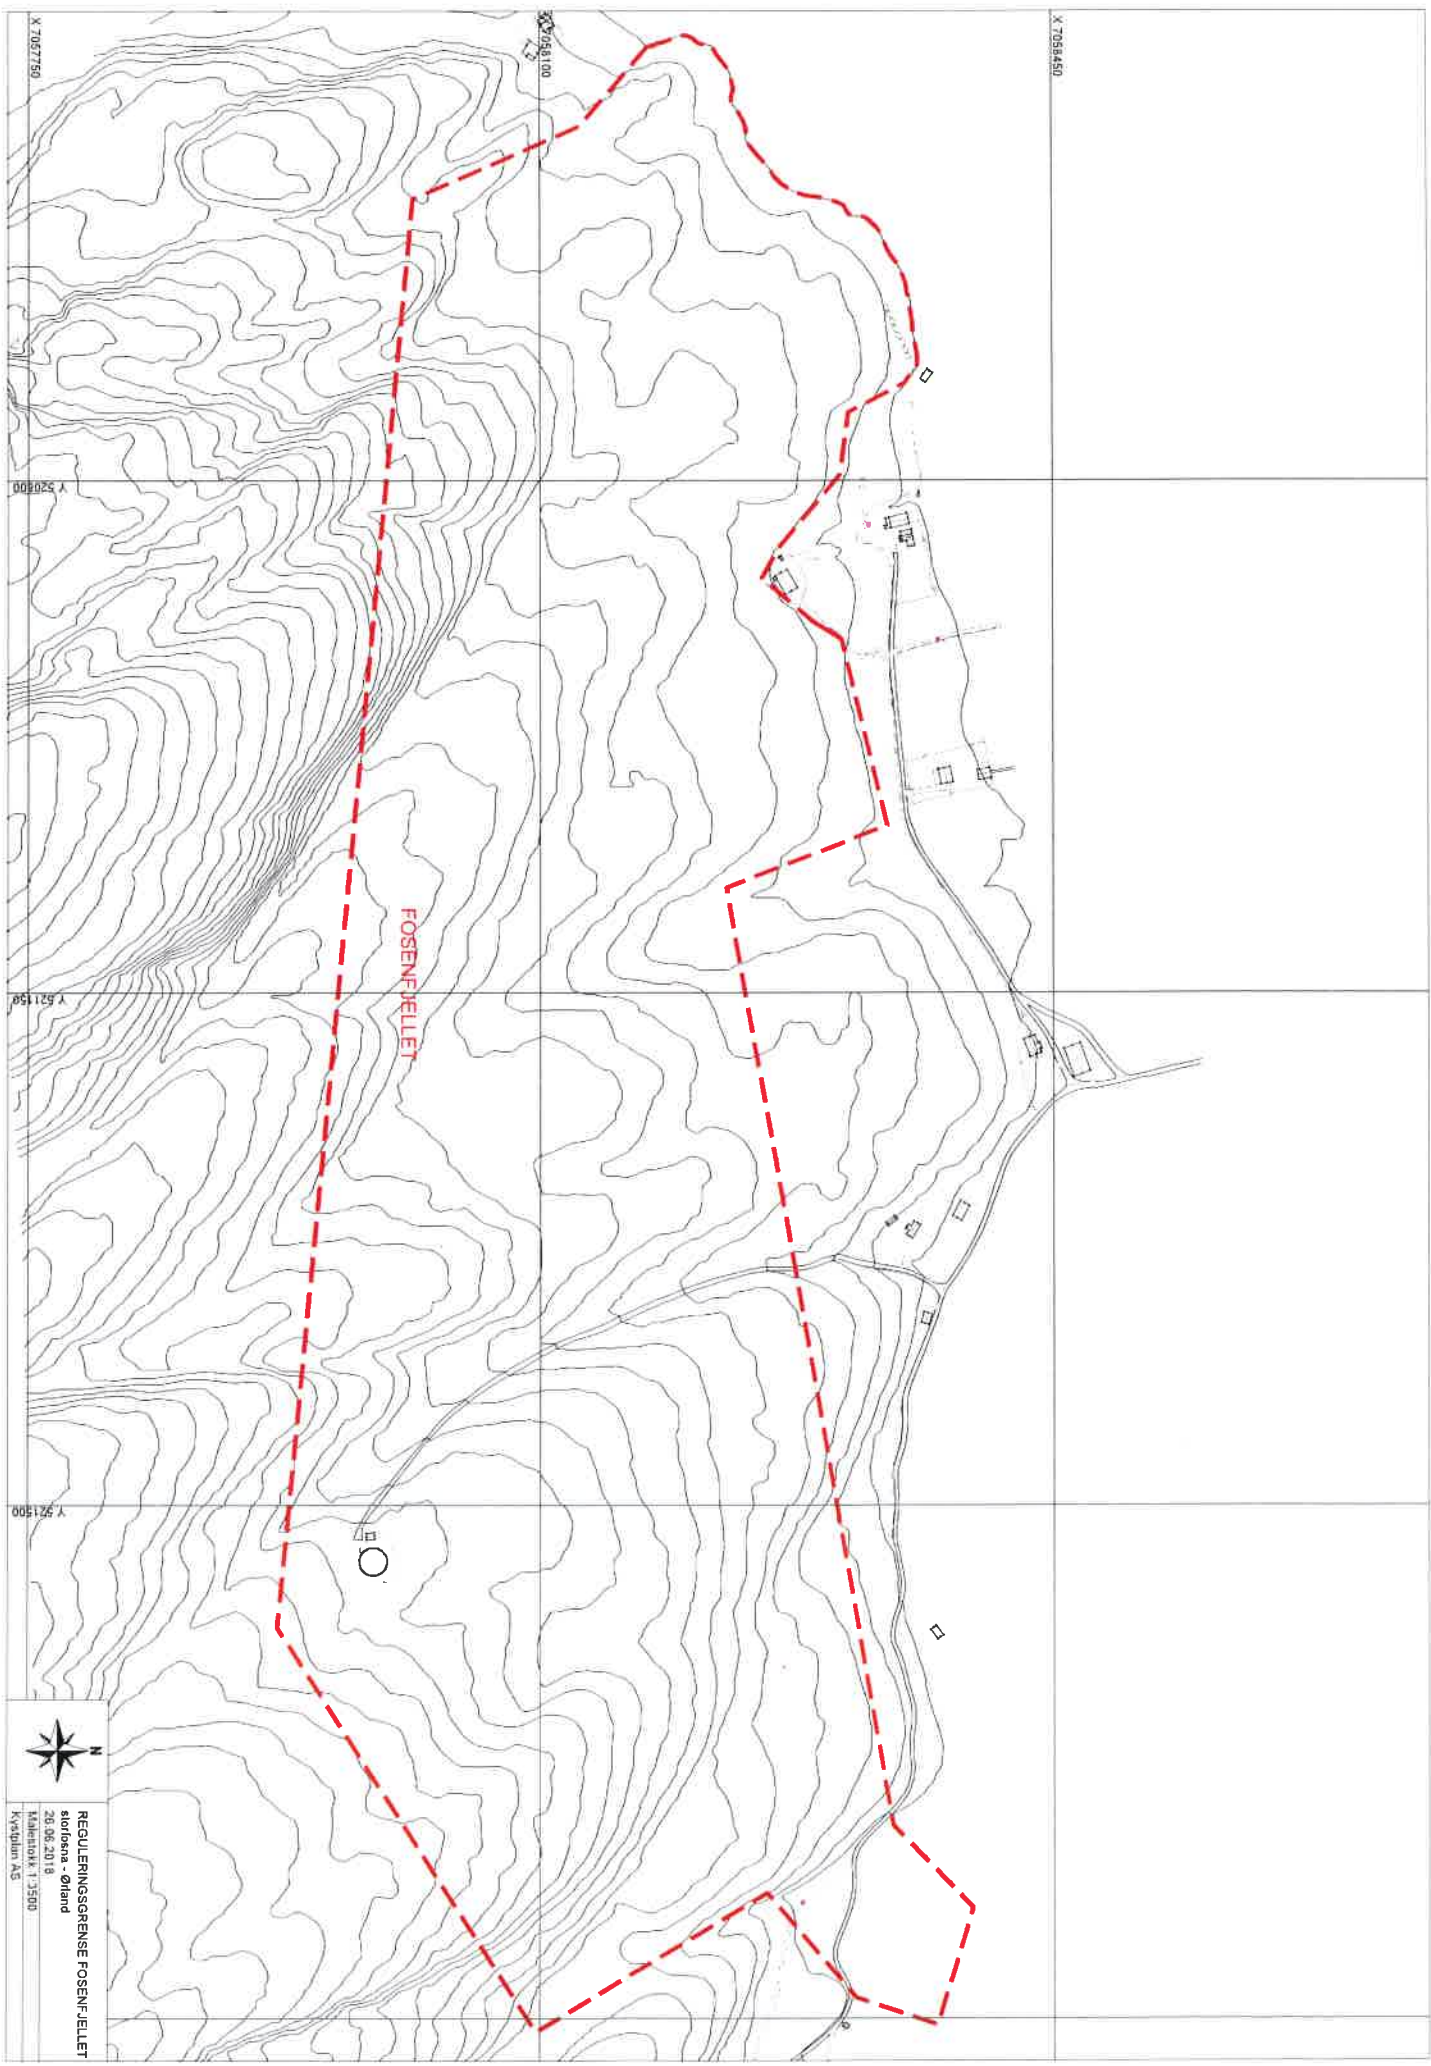 X 7057750
X 7058100
X 7058450
Y 520800
Y 521150
Y 521500
FOSENFJELLET
N
REGULERINGSGRENSE FOSENFJELLET
storfosna - Ørland
26.06.2018
Målestokk 1:3500
Kystplan AS